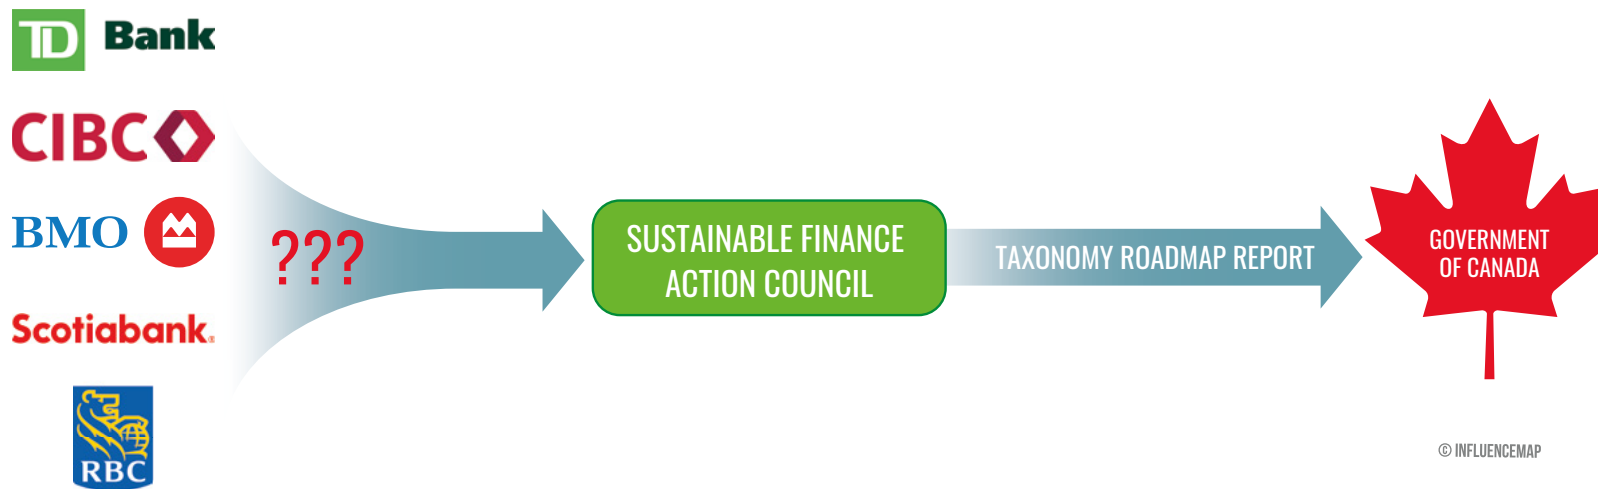 TD Bank
CIBC
BMO
???
Scotiabank
RBC
SUSTAINABLE FINANCE
ACTION COUNCIL
TAXONOMY ROADMAP REPORT
GOVERNMENT
OF CANADA
© INFLUENCEMAP